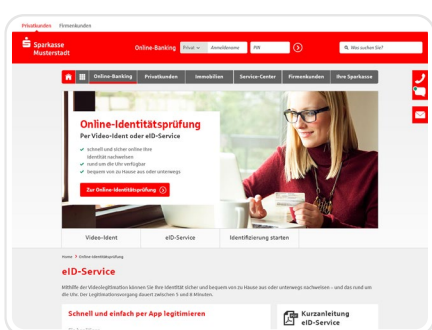 Privatkunden Firmenkunden
Sparkasse
Musterstadt
Online-Banking Privat Anmeldename PIN
Was suchen Sie?
Online-Banking Privatkunden Immobilien Service-Center Firmenkunden Ihre Sparkasse
Online-Identitätsprüfung
Per Video-Ident oder eID-Service
schnell und sicher online Ihre
Identität nachweisen
rund um die Uhr verfügbar
bequem von zu Hause aus oder unterwegs
Zur Online-Identitätsprüfung
Video-Ident eID-Service Identifizierung starten
Home > Online-Identitätsprüfung
eID-Service
Mithilfe der Videolegitimation können Sie Ihre Identität sicher und bequem von zu Hause aus oder unterwegs nachweisen – und das rund um
die Uhr. Der Legitimationsvorgang dauert zwischen 5 und 8 Minuten.
Schnell und einfach per App legitimieren
Kurzanleitung
eID-Service